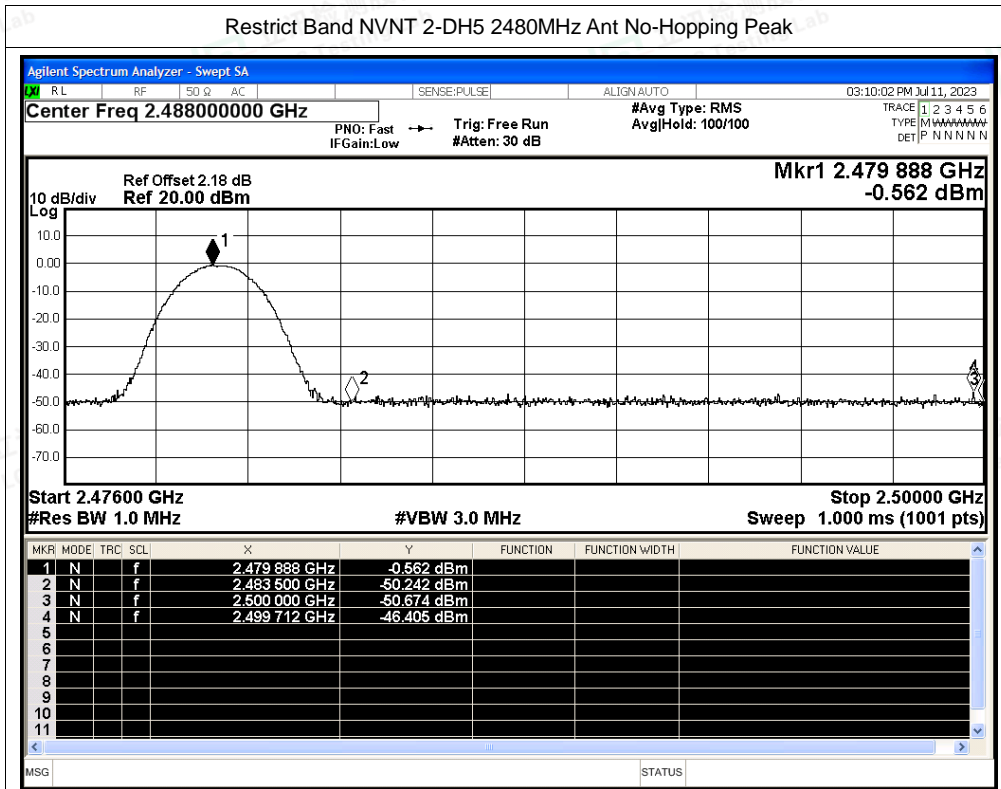 Restrict Band NVNT 2-DH5 2480MHz Ant No-Hopping Peak
Agilent Spectrum Analyzer - Swept SA
LXI RL RF 50 Ω AC SENSE:PULSE ALIGN AUTO 03:10:02 PM Jul 11, 2023
Center Freq 2.488000000 GHz #Avg Type: RMS TRACE 1 2 3 4 5 6
PNO: Fast Trig: Free Run Avg|Hold: 100/100 TYPE M WWWWW
IFGain:Low #Atten: 30 dB DET P N N N N N
Mkr1 2.479 888 GHz
Ref Offset 2.18 dB
10 dB/div Ref 20.00 dBm -0.562 dBm
Log
10.0
1
0.00
-10.0
-20.0
-30.0
-40.0
2
4
3
-50.0
-60.0
-70.0
Start 2.47600 GHz Stop 2.50000 GHz
#Res BW 1.0 MHz #VBW 3.0 MHz Sweep 1.000 ms (1001 pts)
MKR MODE TRC SCL X Y FUNCTION FUNCTION WIDTH FUNCTION VALUE
1 N f 2.479 888 GHz -0.562 dBm
2 N f 2.483 500 GHz -50.242 dBm
3 N f 2.500 000 GHz -50.674 dBm
4 N f 2.499 712 GHz -46.405 dBm
5
6
7
8
9
10
11
MSG STATUS